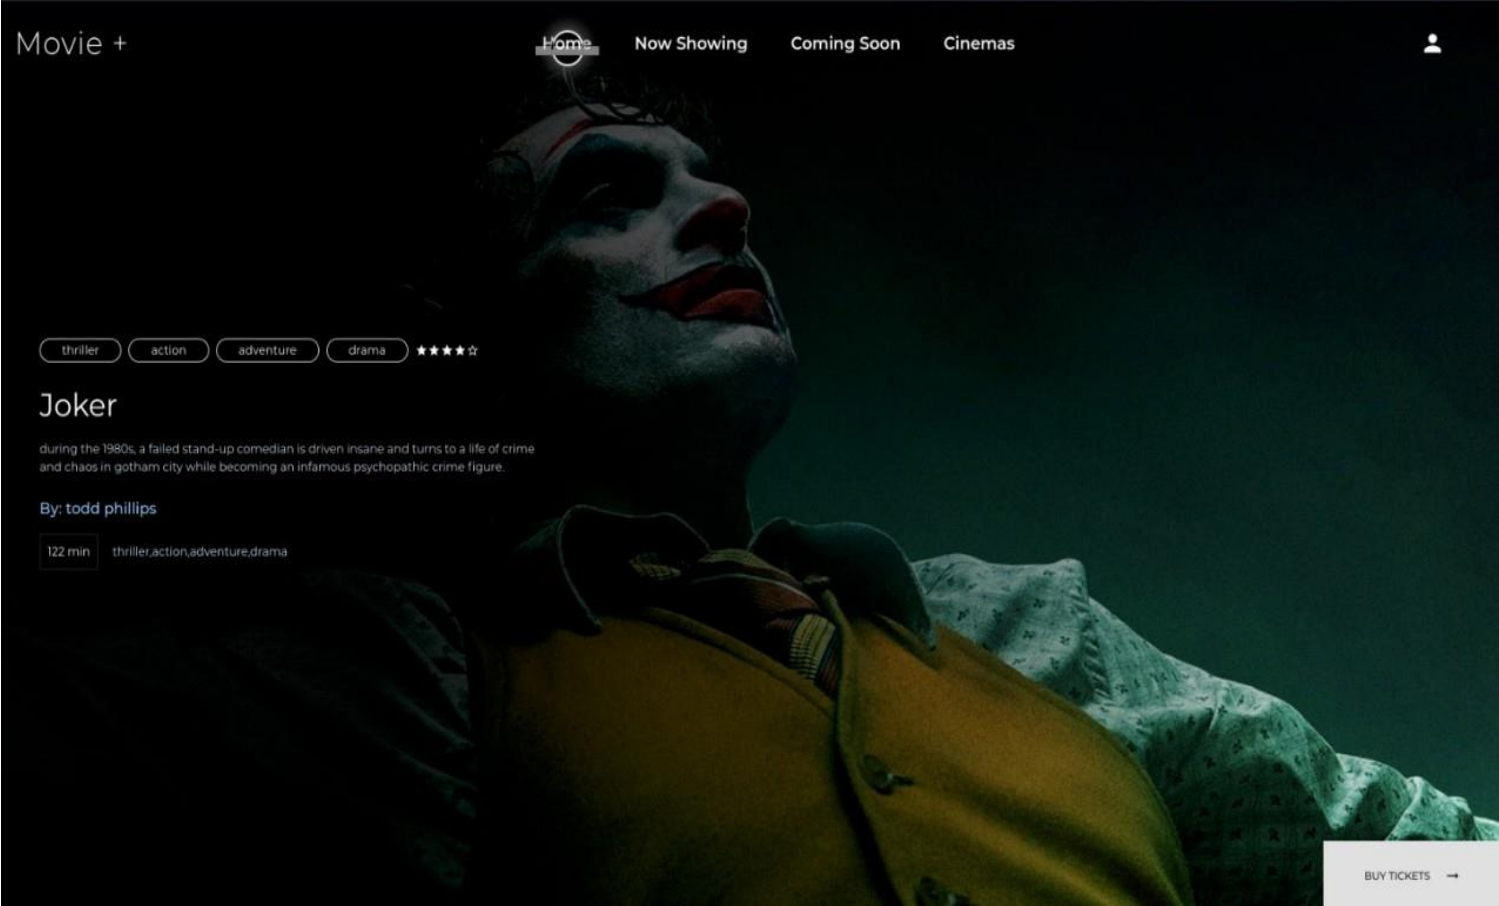 Movie +
Home
Now Showing
Coming Soon
Cinemas
thriller
action
adventure
drama
Joker
during the 1980s, a failed stand-up comedian is driven insane and turns to a life of crime
and chaos in gotham city while becoming an infamous psychopathic crime figure.
By: todd phillips
122 min
thriller,action,adventure,drama
BUY TICKETS